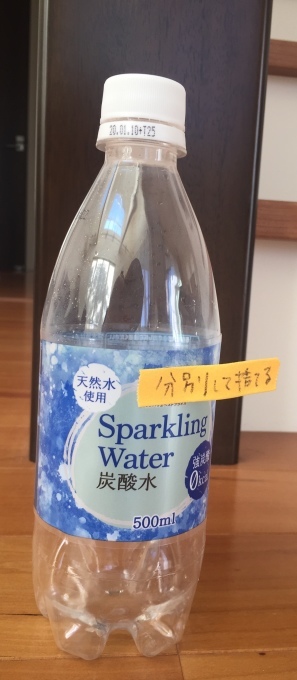 20.01.10+T25
天然水
使用
分別して捨てる
Sparkling
Water
炭酸水
強炭酸
0kcal
500ml